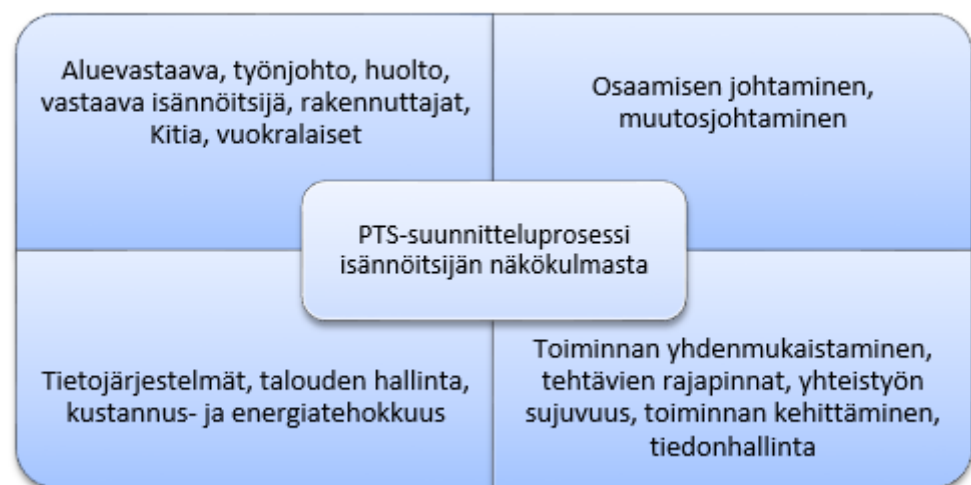 Aluevastaava, työnjohto, huolto,
vastaava isännöitsijä, rakennuttajat,
Kitia, vuokralaiset
Osaamisen johtaminen,
muutosjohtaminen
PTS-suunnitteluprosessi
isännöitsijän näkökulmasta
Tietojärjestelmät, talouden hallinta,
kustannus- ja energiatehokkuus
Toiminnan yhdenmukaistaminen,
tehtävien rajapinnat, yhteistyön
sujuvuus, toiminnan kehittäminen,
tiedonhallinta